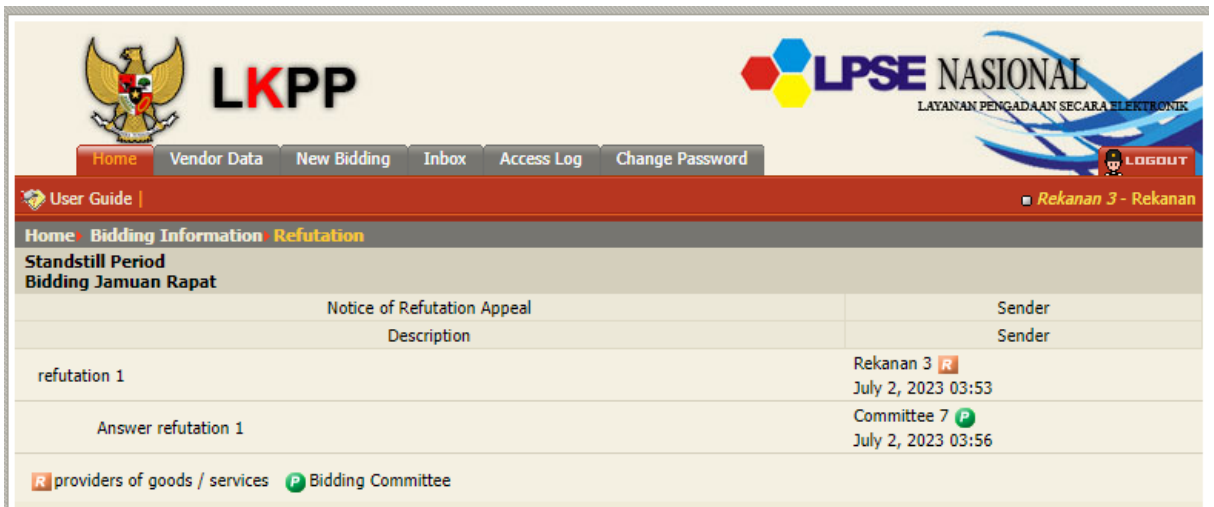 LKPP
LPSE NASIONAL
LAYANAN PENGADAAN SECARA ELEKTRONIK
Home Vendor Data New Bidding Inbox Access Log Change Password LOGOUT
User Guide | Rekanan 3 - Rekanan
Home Bidding Information Refutation
Standstill Period
Bidding Jamuan Rapat
Notice of Refutation Appeal Sender
Description Sender
refutation 1 Rekanan 3 R
July 2, 2023 03:53
Answer refutation 1 Committee 7 P
July 2, 2023 03:56
R providers of goods / services P Bidding Committee